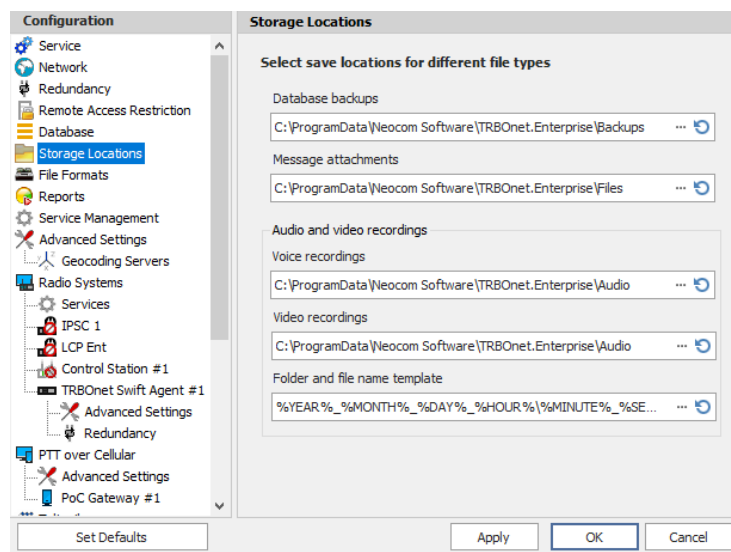 Configuration
Service
Network
Redundancy
Remote Access Restriction
Database
Storage Locations
File Formats
Reports
Service Management
Advanced Settings
Geocoding Servers
Radio Systems
Services
IPSC 1
LCP Ent
Control Station #1
TRBOnet Swift Agent #1
Advanced Settings
Redundancy
PTT over Cellular
Advanced Settings
PoC Gateway #1
Set Defaults
Storage Locations
Select save locations for different file types
Database backups
C:\ProgramData\Neocom Software\TRBOnet.Enterprise\Backups
Message attachments
C:\ProgramData\Neocom Software\TRBOnet.Enterprise\Files
Audio and video recordings
Voice recordings
C:\ProgramData\Neocom Software\TRBOnet.Enterprise\Audio
Video recordings
C:\ProgramData\Neocom Software\TRBOnet.Enterprise\Audio
Folder and file name template
%YEAR%_%MONTH%_%DAY%_%HOUR%\%MINUTE%_%SE...
Apply
OK
Cancel